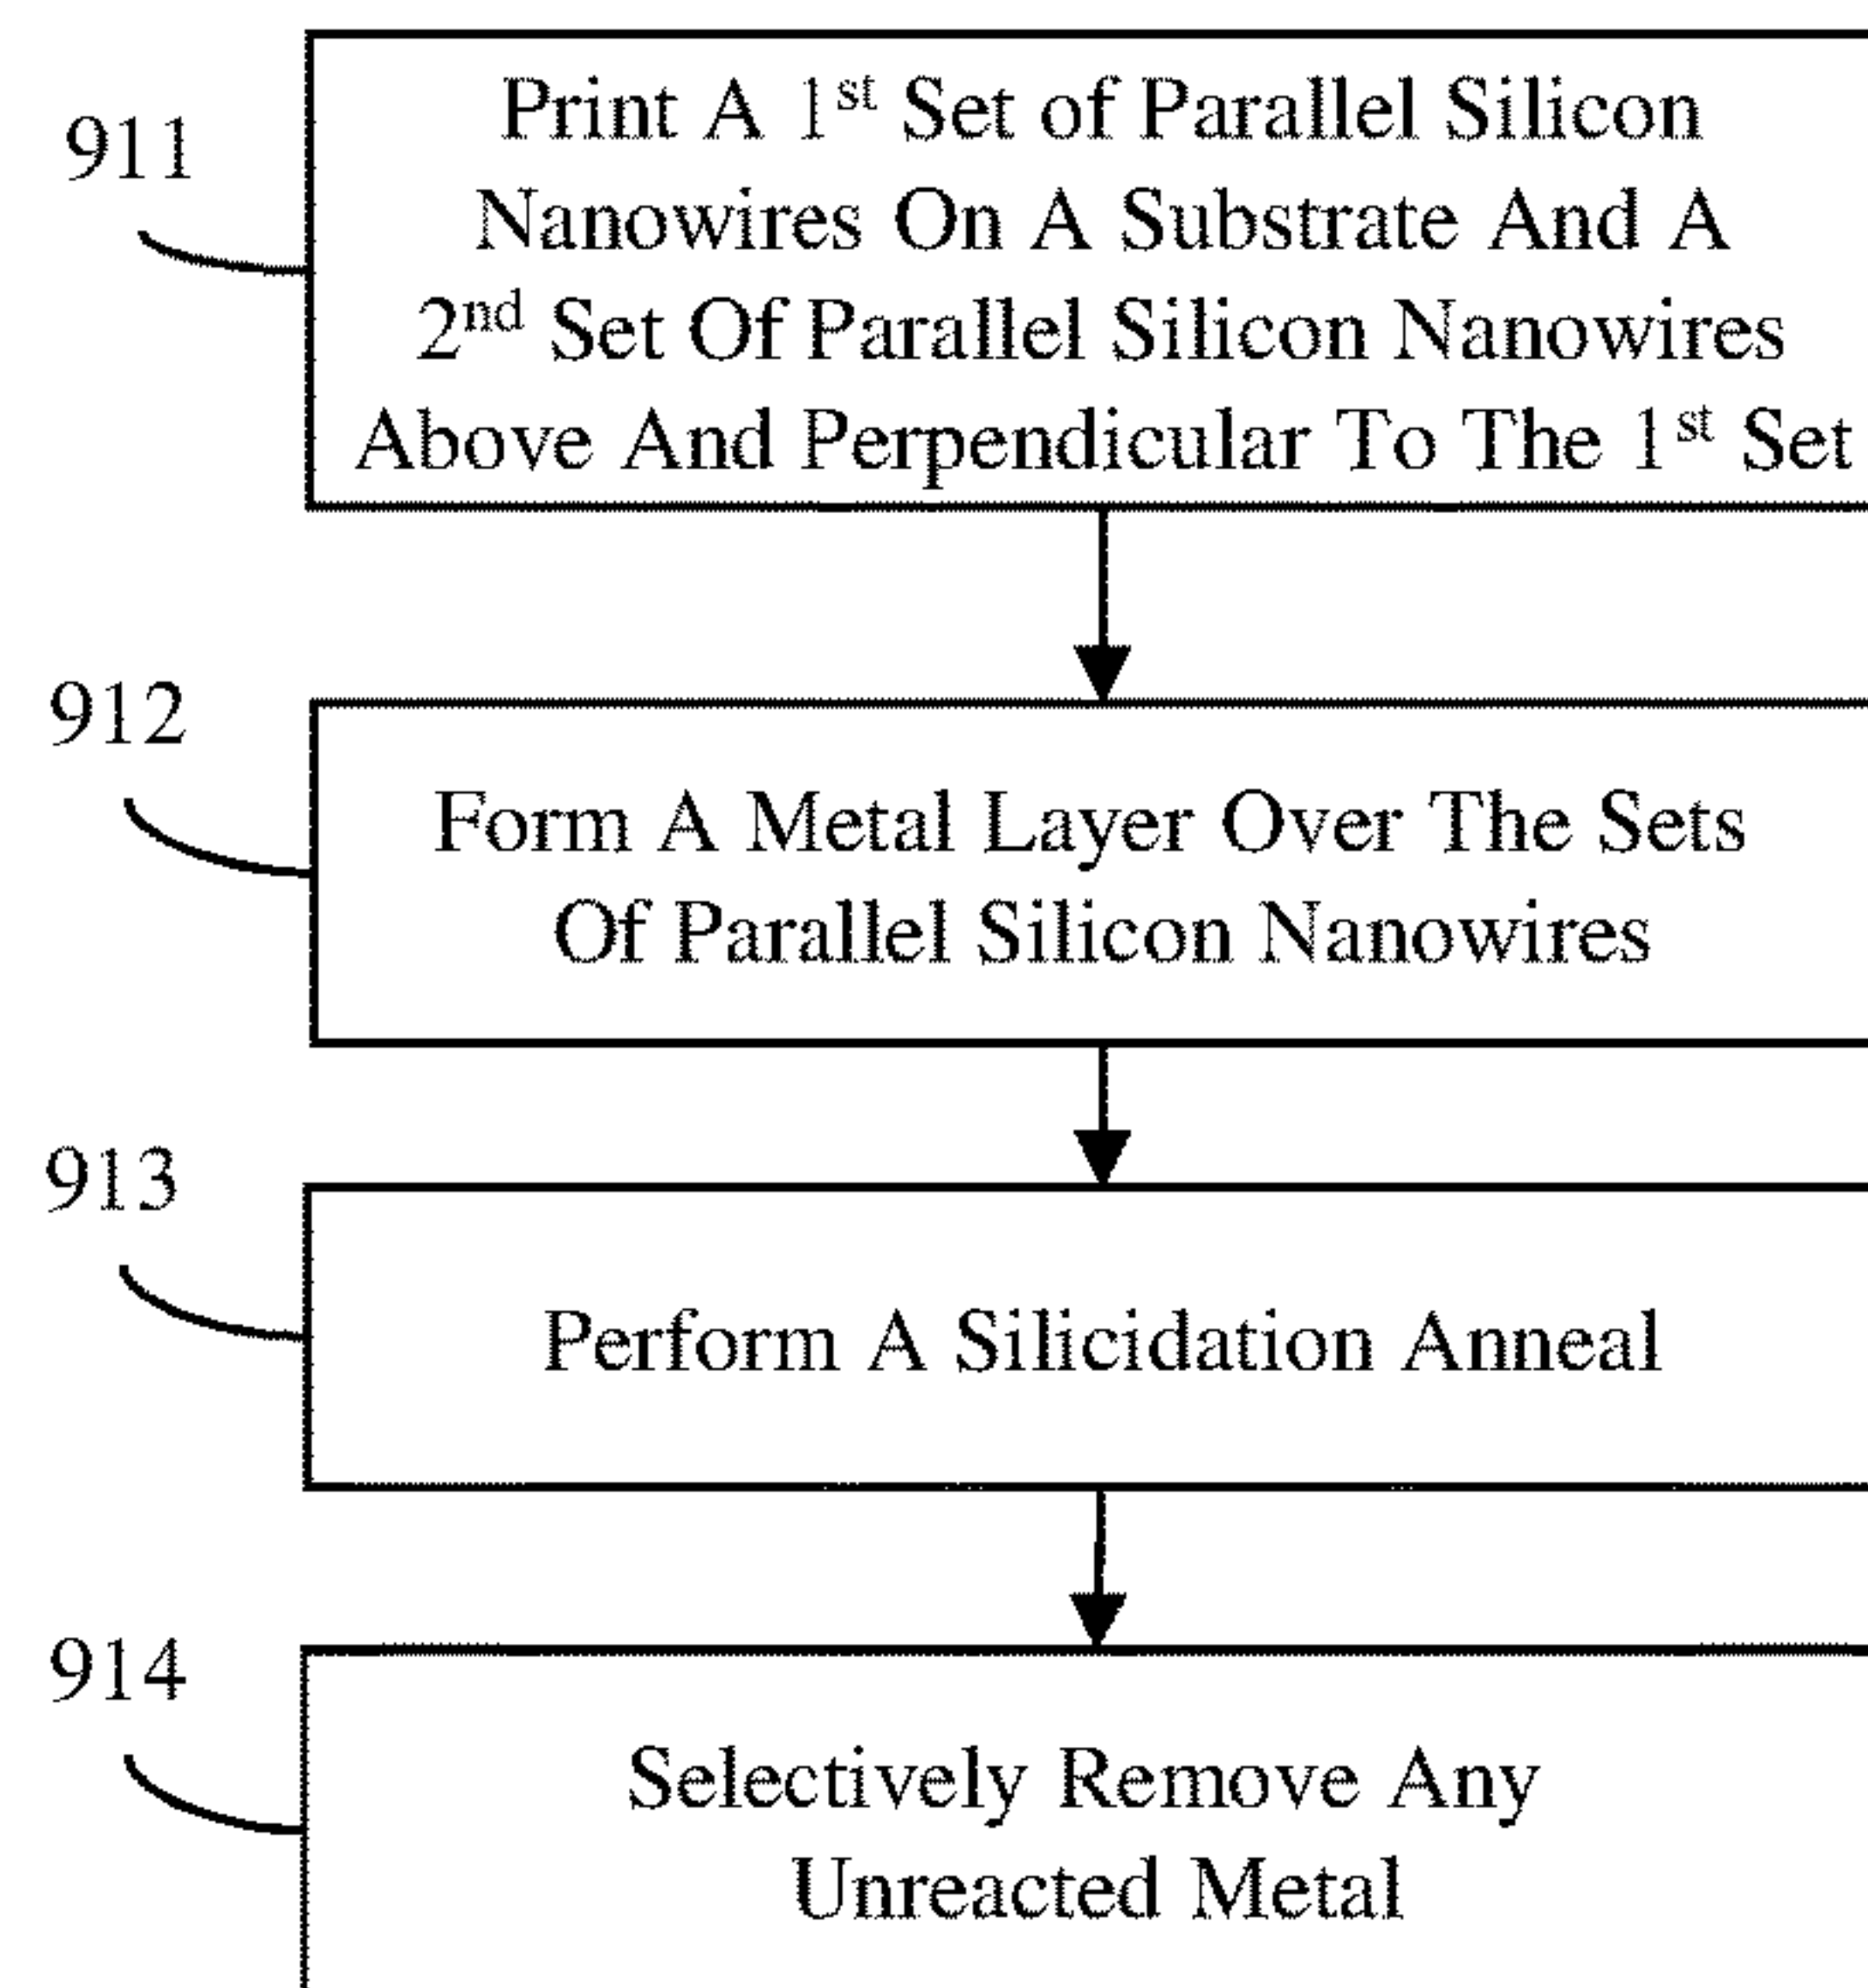 911
Print A 1st Set of Parallel Silicon
Nanowires On A Substrate And A
2nd Set Of Parallel Silicon Nanowires
Above And Perpendicular To The 1st Set
912
Form A Metal Layer Over The Sets
Of Parallel Silicon Nanowires
913
Perform A Silicidation Anneal
914
Selectively Remove Any
Unreacted Metal